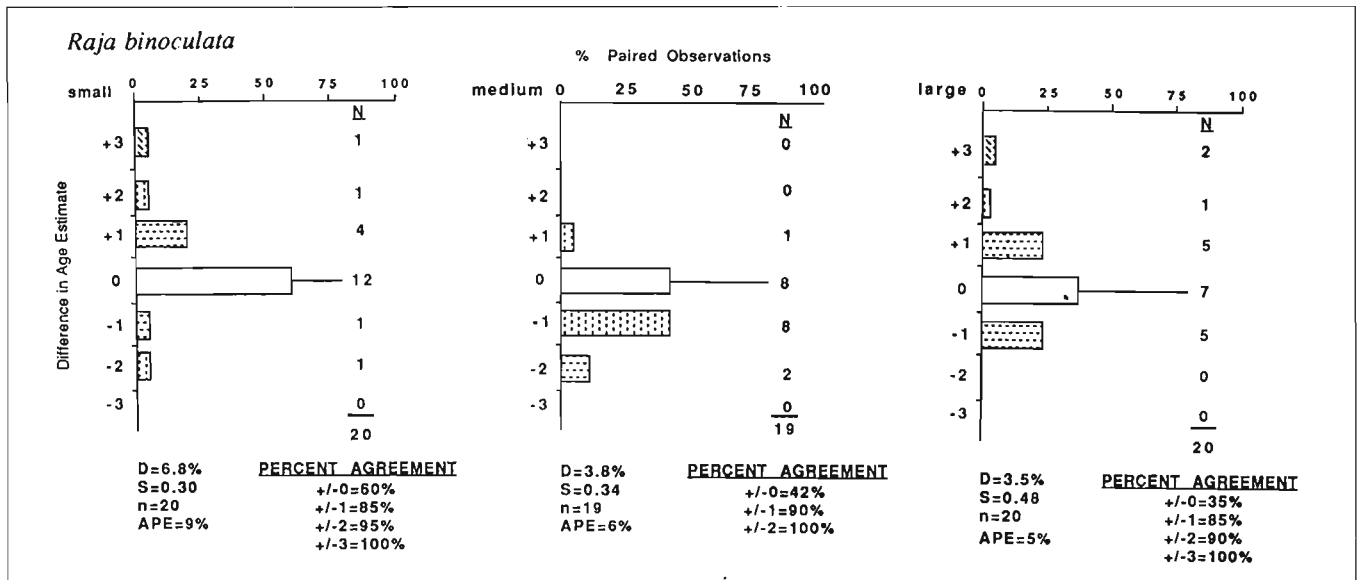 Raja binoculata
% Paired Observations
small 0 25 50 75 100
N
+3 1
+2 1
+1 4
0 12
-1 1
-2 1
-3 0
20
Difference in Age Estimate
D=6.8%
S=0.30
n=20
APE=9%
PERCENT AGREEMENT
+/-0=60%
+/-1=85%
+/-2=95%
+/-3=100%
medium 0 25 50 75 100
N
+3 0
+2 0
+1 1
0 8
-1 8
-2 2
-3 0
19
D=3.8%
S=0.34
n=19
APE=6%
PERCENT AGREEMENT
+/-0=42%
+/-1=90%
+/-2=100%
large 0 25 50 75 100
N
+3 2
+2 1
+1 5
0 7
-1 5
-2 0
-3 0
20
D=3.5%
S=0.48
n=20
APE=5%
PERCENT AGREEMENT
+/-0=35%
+/-1=85%
+/-2=90%
+/-3=100%